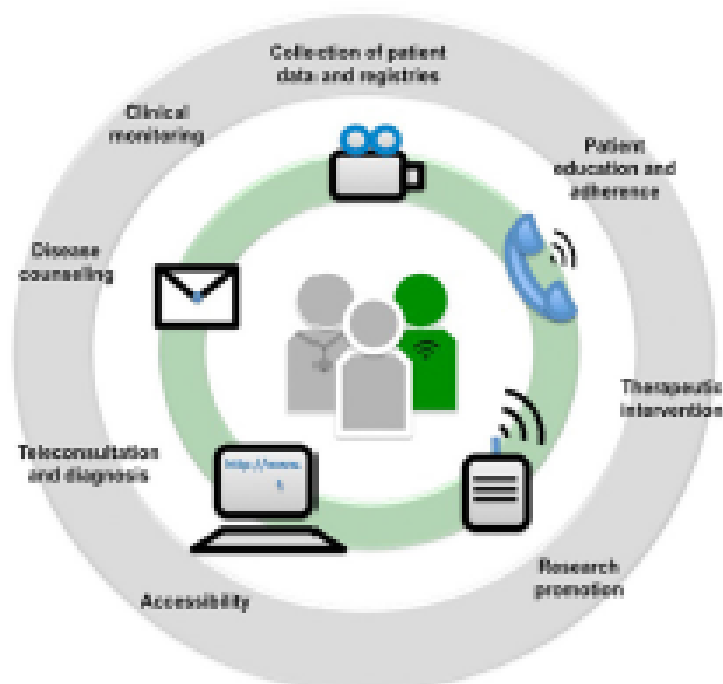 Collection of patient
data and registries
Patient
education and
adherence
Therapeutic
intervention
Research
promotion
Accessibility
Teleconsultation
and diagnosis
Disease
counseling
Clinical
monitoring
http://www.